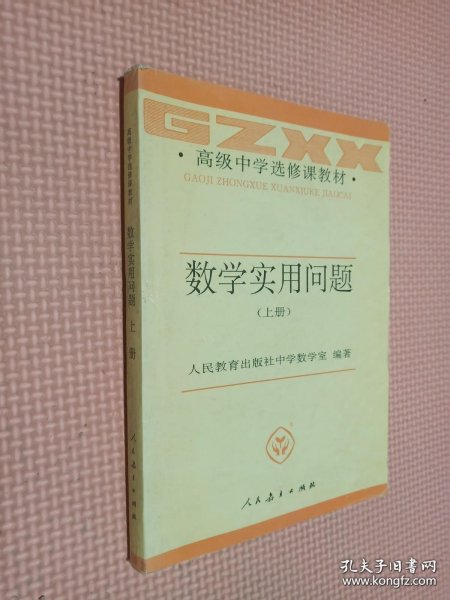 GZXX
·高级中学选修课教材·
GAOJI ZHONGXUE XUANXIUKE JIAOCAI
数学实用问题
（上册）
人民教育出版社中学数学室 编著
人民教育出版社
高级中学选修课教材
数学实用问题 上册
人民教育出版社
孔夫子旧书网
www.kongfz.com